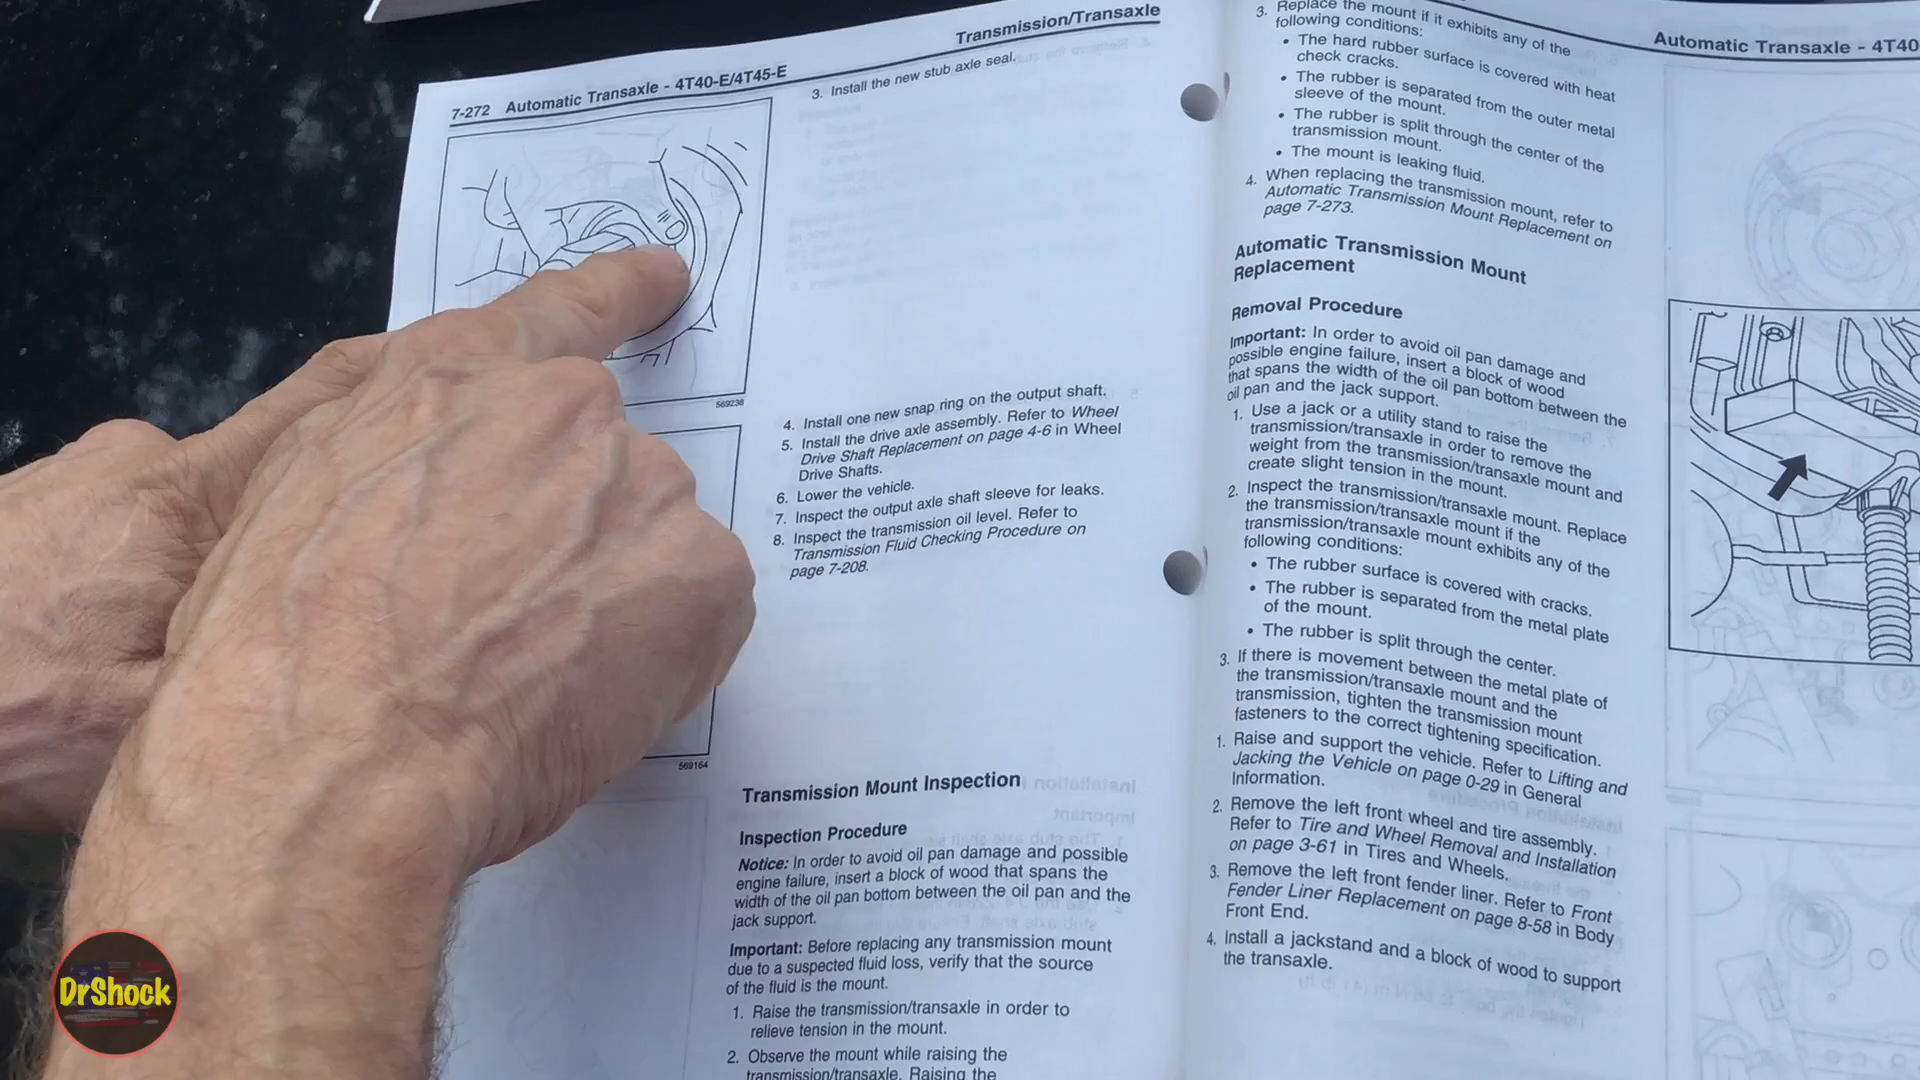 7-272 Automatic Transaxle - 4T40-E/4T45-E
Transmission/Transaxle
3. Install the new stub axle seal.
569238
4. Install one new snap ring on the output shaft.
5. Install the drive axle assembly. Refer to Wheel
Drive Shaft Replacement on page 4-6 in Wheel
Drive Shafts.
6. Lower the vehicle.
7. Inspect the output axle shaft sleeve for leaks.
8. Inspect the transmission oil level. Refer to
Transmission Fluid Checking Procedure on
page 7-208.
569164
Transmission Mount Inspection
Inspection Procedure
Notice: In order to avoid oil pan damage and possible
engine failure, insert a block of wood that spans the
width of the oil pan bottom between the oil pan and the
jack support.
Important: Before replacing any transmission mount
due to a suspected fluid loss, verify that the source
of the fluid is the mount.
1. Raise the transmission/transaxle in order to
relieve tension in the mount.
2. Observe the mount while raising the
transmission/transaxle. Raising the
3. Replace the mount if it exhibits any of the
following conditions:
• The hard rubber surface is covered with heat
check cracks.
• The rubber is separated from the outer metal
sleeve of the mount.
• The rubber is split through the center of the
transmission mount.
• The mount is leaking fluid.
4. When replacing the transmission mount, refer to
Automatic Transmission Mount Replacement on
page 7-273.
Automatic Transmission Mount
Replacement
Removal Procedure
Important: In order to avoid oil pan damage and
possible engine failure, insert a block of wood
that spans the width of the oil pan bottom between the
oil pan and the jack support.
1. Use a jack or a utility stand to raise the
transmission/transaxle in order to remove the
weight from the transmission/transaxle mount and
create slight tension in the mount.
2. Inspect the transmission/transaxle mount. Replace
the transmission/transaxle mount if the
transmission/transaxle mount exhibits any of the
following conditions:
• The rubber surface is covered with cracks.
• The rubber is separated from the metal plate
of the mount.
• The rubber is split through the center.
3. If there is movement between the metal plate of
the transmission/transaxle mount and the
transmission, tighten the transmission mount
fasteners to the correct tightening specification.
1. Raise and support the vehicle. Refer to Lifting and
Jacking the Vehicle on page 0-29 in General
Information.
2. Remove the left front wheel and tire assembly.
Refer to Tire and Wheel Removal and Installation
on page 3-61 in Tires and Wheels.
3. Remove the left front fender liner. Refer to Front
Fender Liner Replacement on page 8-58 in Body
Front End.
4. Install a jackstand and a block of wood to support
the transaxle.
Automatic Transaxle - 4T40
DrShock